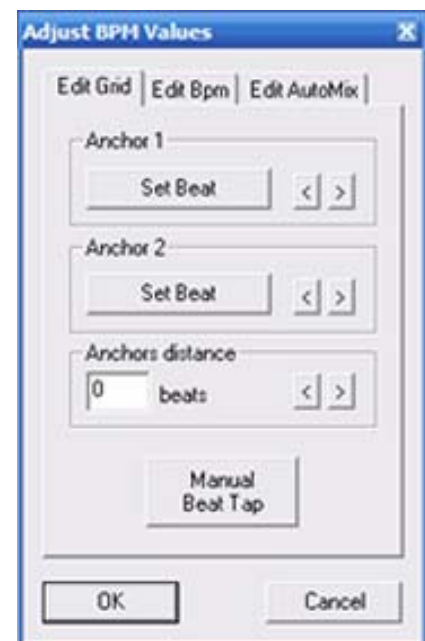 Adjust BPM Values
Edit Grid Edit Bpm Edit AutoMix
Anchor 1
Set Beat < >
Anchor 2
Set Beat < >
Anchors distance
0 beats < >
Manual
Beat Tap
OK Cancel